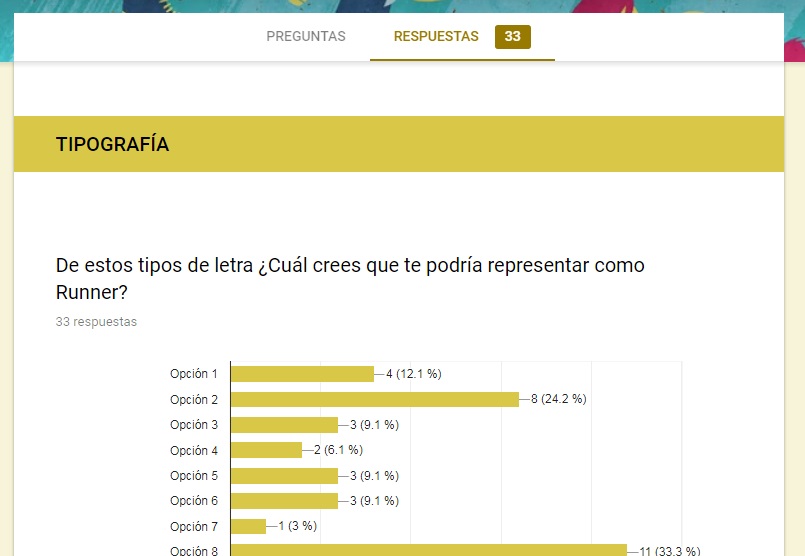 PREGUNTAS
RESPUESTAS 33
TIPOGRAFÍA
De estos tipos de letra ¿Cuál crees que te podría representar como
Runner?
33 respuestas
Opción 1 4 (12.1 %)
Opción 2 8 (24.2 %)
Opción 3 3 (9.1 %)
Opción 4 2 (6.1 %)
Opción 5 3 (9.1 %)
Opción 6 3 (9.1 %)
Opción 7 1 (3 %)
Opción 8 11 (33.3 %)